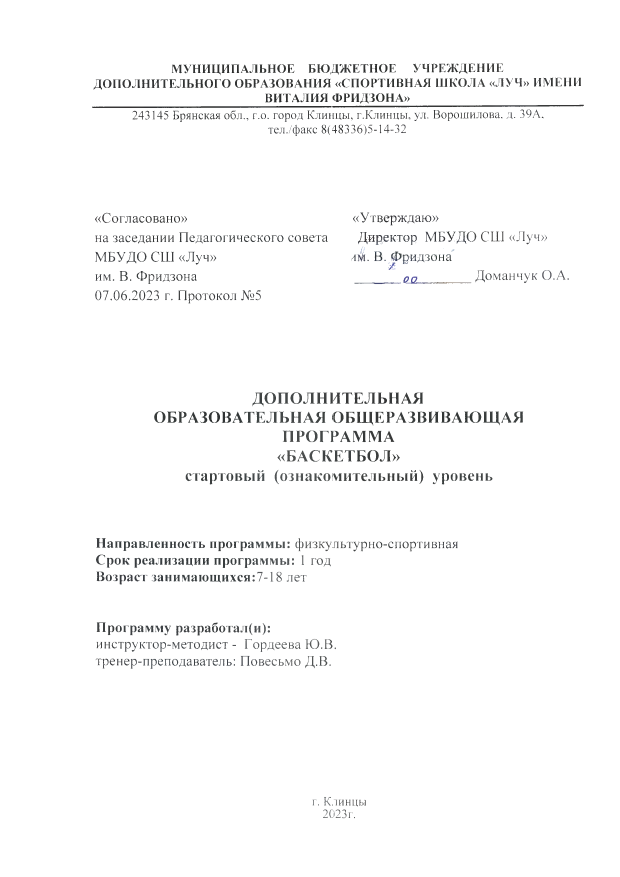 МУНИЦИПАЛЬНОЕ БЮДЖЕТНОЕ УЧРЕЖДЕНИЕ
ДОПОЛНИТЕЛЬНОГО ОБРАЗОВАНИЯ «СПОРТИВНАЯ ШКОЛА «ЛУЧ» ИМЕНИ
ВИТАЛИЯ ФРИДЗОНА»
243145 Брянская обл., г.о. город Клинцы, г.Клинцы, ул. Ворошилова. д. 39А.
тел./факс 8(48336)5-14-32
«Согласовано»
на заседании Педагогического совета
МБУДО СШ «Луч»
им. В. Фридзона
07.06.2023 г. Протокол №5
«Утверждаю»
Директор МБУДО СШ «Луч»
им. В. Фридзона
Доманчук О.А.
ДОПОЛНИТЕЛЬНАЯ
ОБРАЗОВАТЕЛЬНАЯ ОБЩЕРАЗВИВАЮЩАЯ
ПРОГРАММА
«БАСКЕТБОЛ»
стартовый (ознакомительный) уровень
Направленность программы: физкультурно-спортивная
Срок реализации программы: 1 год
Возраст занимающихся:7-18 лет
Программу разработал(и):
инструктор-методист - Гордеева Ю.В.
тренер-преподаватель: Повесьмо Д.В.
г. Клинцы
2023г.